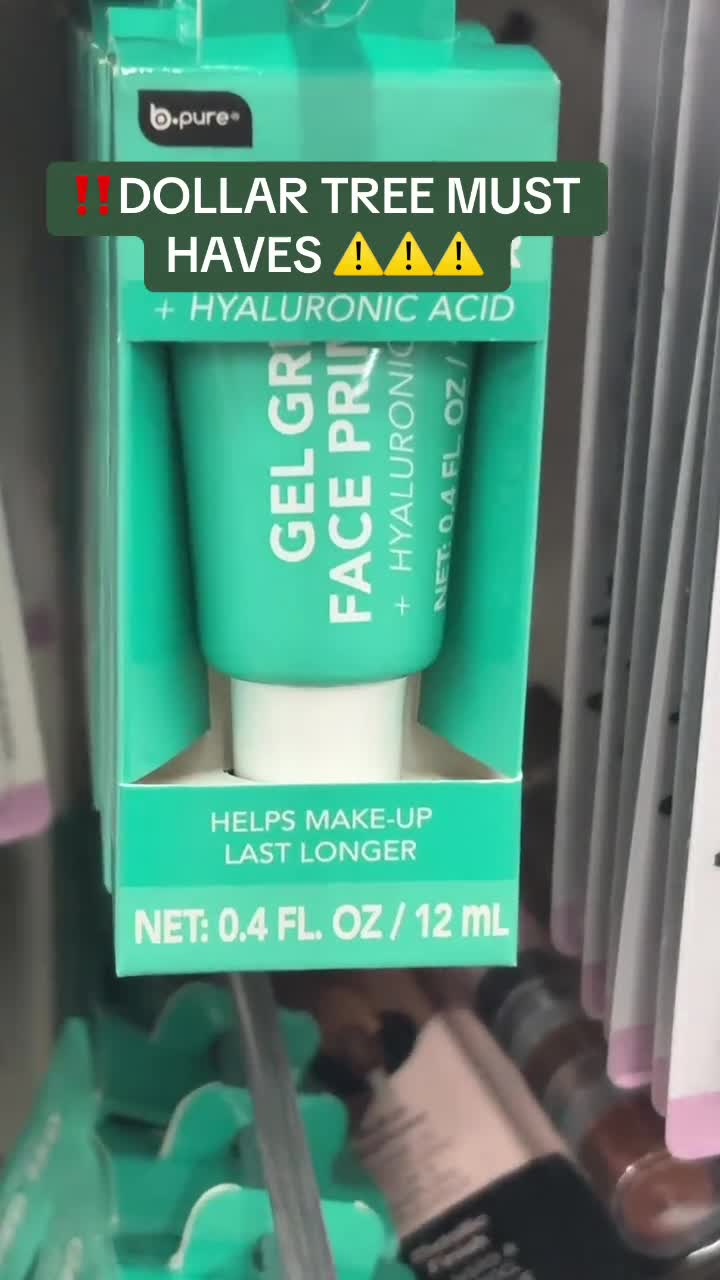 b.pure
‼️DOLLAR TREE MUST
HAVES ⚠️⚠️⚠️
+ HYALURONIC ACID
GEL GRI
FACE PRI
+ HYALURONIC
NET: 0.4 FL. OZ /
HELPS MAKE-UP
LAST LONGER
NET: 0.4 FL. OZ / 12 mL